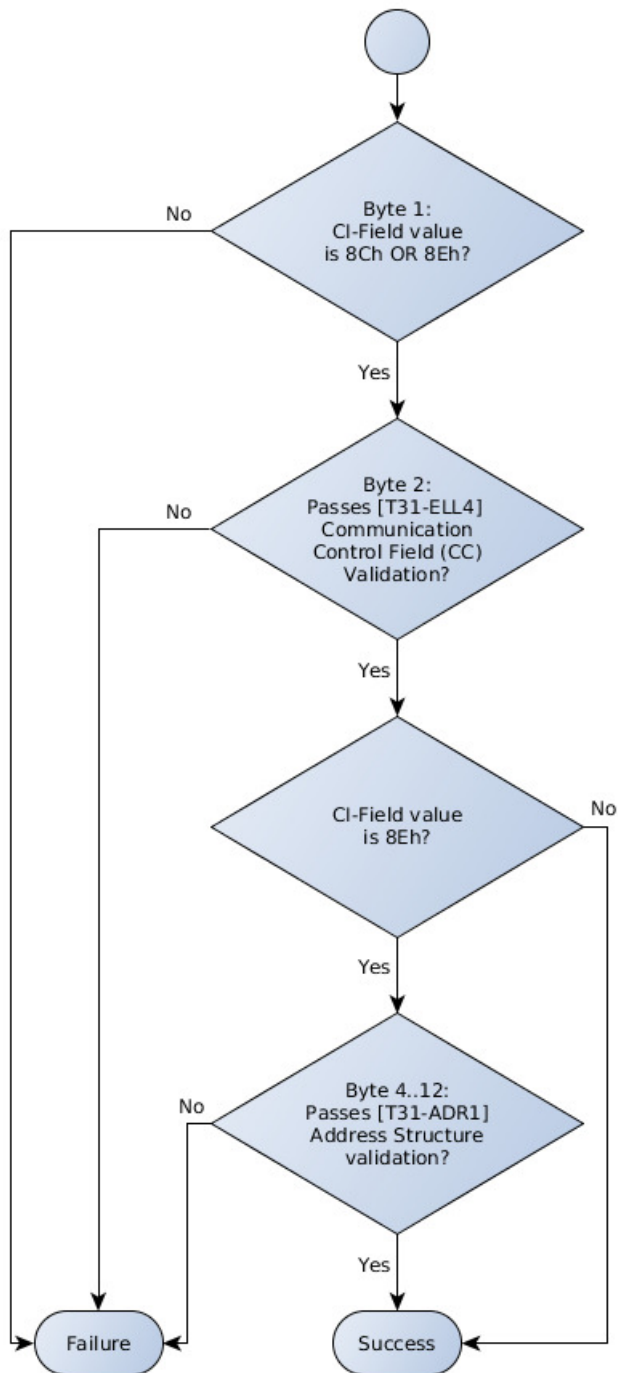 Byte 1:
CI-Field value
is 8Ch OR 8Eh?
No
Yes
Byte 2:
Passes [T31-ELL4]
Communication
Control Field (CC)
Validation?
No
Yes
CI-Field value
is 8Eh?
No
Yes
Byte 4..12:
Passes [T31-ADR1]
Address Structure
validation?
No
Yes
Failure
Success